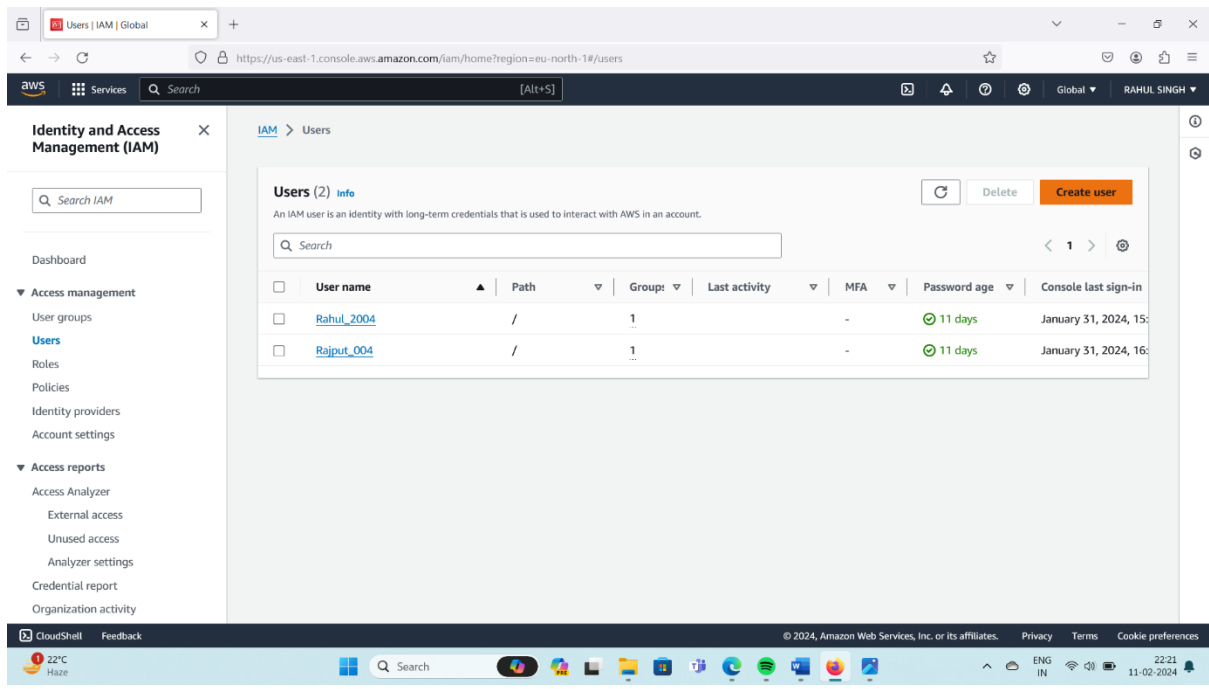 Users | IAM | Global
https://us-east-1.console.aws.amazon.com/iam/home?region=eu-north-1#/users
aws Services Search [Alt+S] Global RAHUL SINGH
Identity and Access
Management (IAM)
Search IAM
Dashboard
Access management
User groups
Users
Roles
Policies
Identity providers
Account settings
Access reports
Access Analyzer
External access
Unused access
Analyzer settings
Credential report
Organization activity
IAM > Users
Users (2) Info
Delete
Create user
An IAM user is an identity with long-term credentials that is used to interact with AWS in an account.
Search
1
User name Path Group: Last activity MFA Password age Console last sign-in
Rahul_2004 / 1 - 11 days January 31, 2024, 15:
Rajput_004 / 1 - 11 days January 31, 2024, 16:
CloudShell Feedback © 2024, Amazon Web Services, Inc. or its affiliates. Privacy Terms Cookie preferences
1
22°C
Haze
Search
PRE
ENG
IN
22:21
11-02-2024